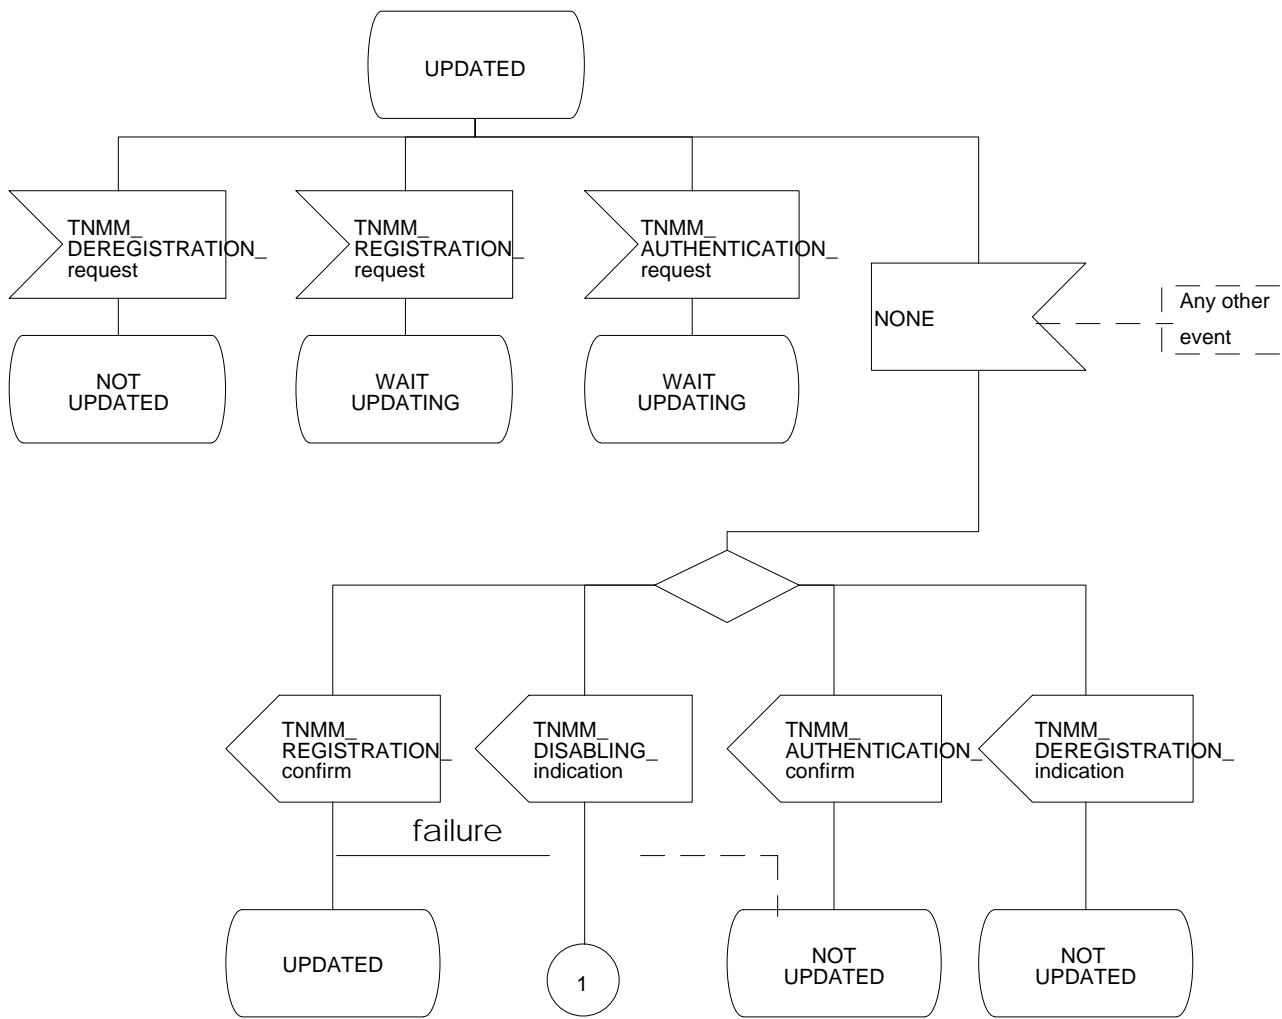 UPDATED
TNMM_
DEREGISTRATION_
request
TNMM_
REGISTRATION_
request
TNMM_
AUTHENTICATION_
request
NONE
Any other
event
NOT
UPDATED
WAIT
UPDATING
WAIT
UPDATING
TNMM_
REGISTRATION_
confirm
TNMM_
DISABLING_
indication
TNMM_
AUTHENTICATION_
confirm
TNMM_
DEREGISTRATION_
indication
failure
UPDATED
1
NOT
UPDATED
NOT
UPDATED